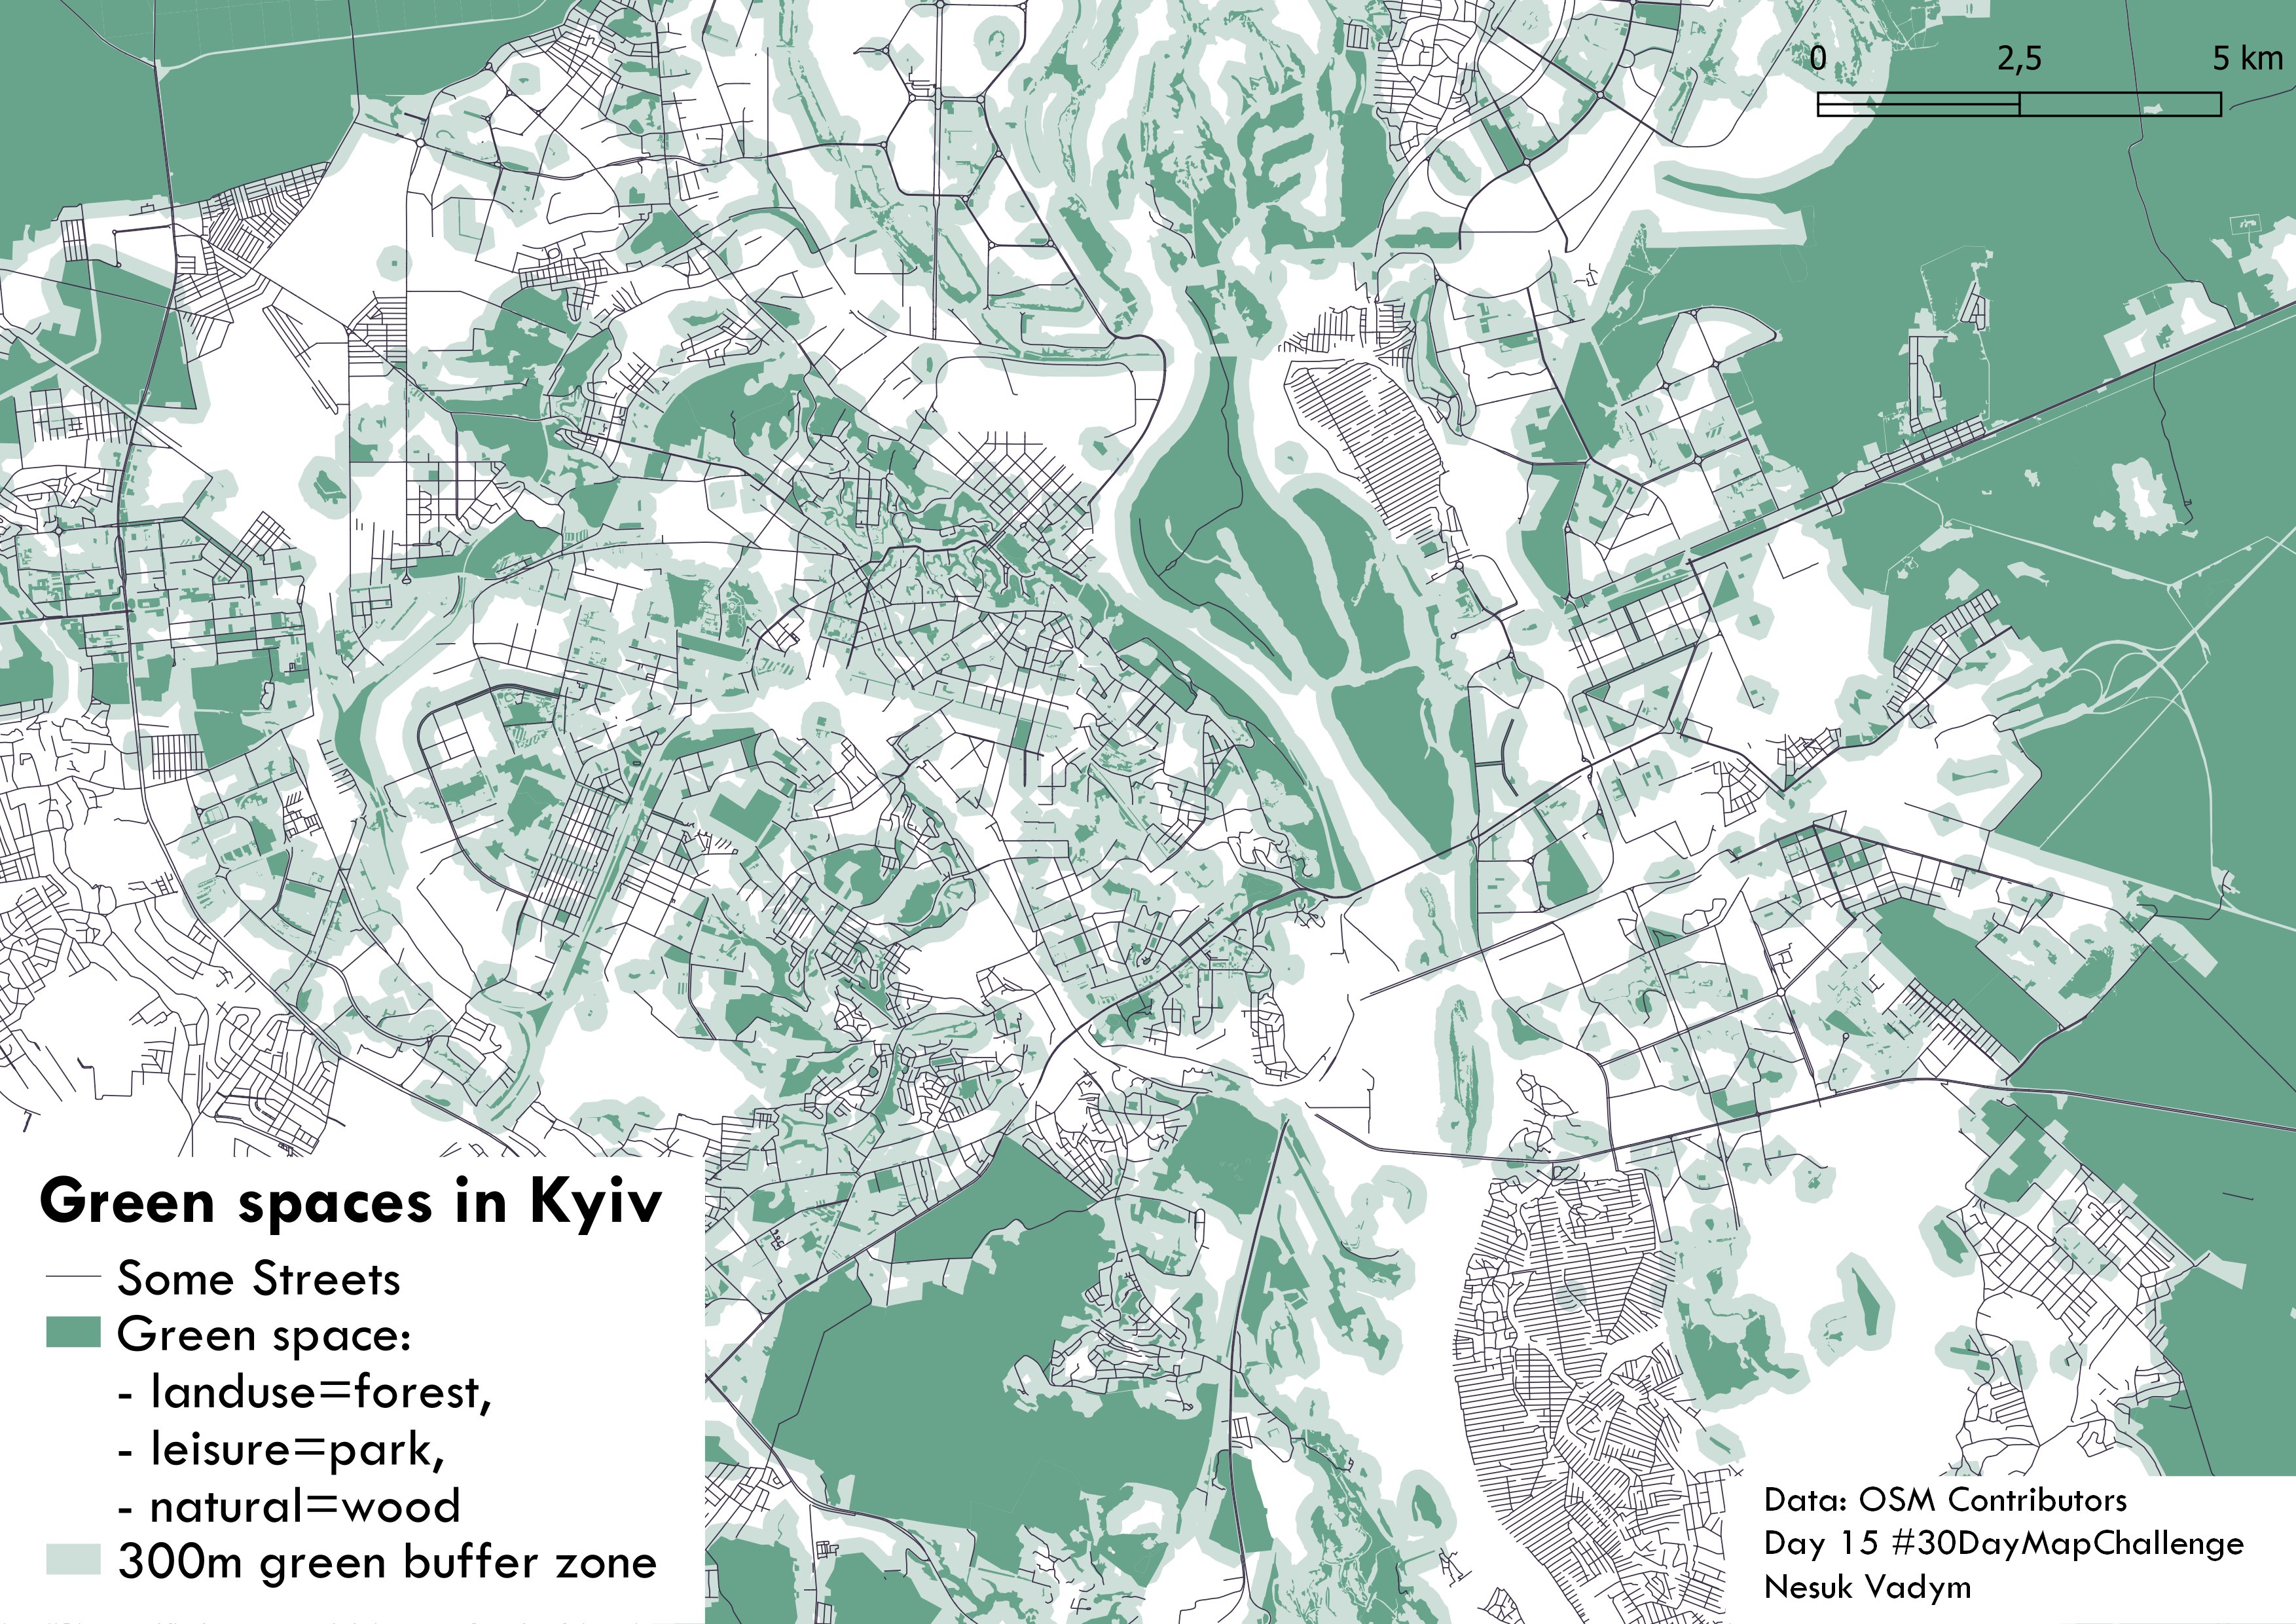 0 2,5 5 km
Green spaces in Kyiv
Some Streets
Green space:
- landuse=forest,
- leisure=park,
- natural=wood
300m green buffer zone
Data: OSM Contributors
Day 15 #30DayMapChallenge
Nesuk Vadym